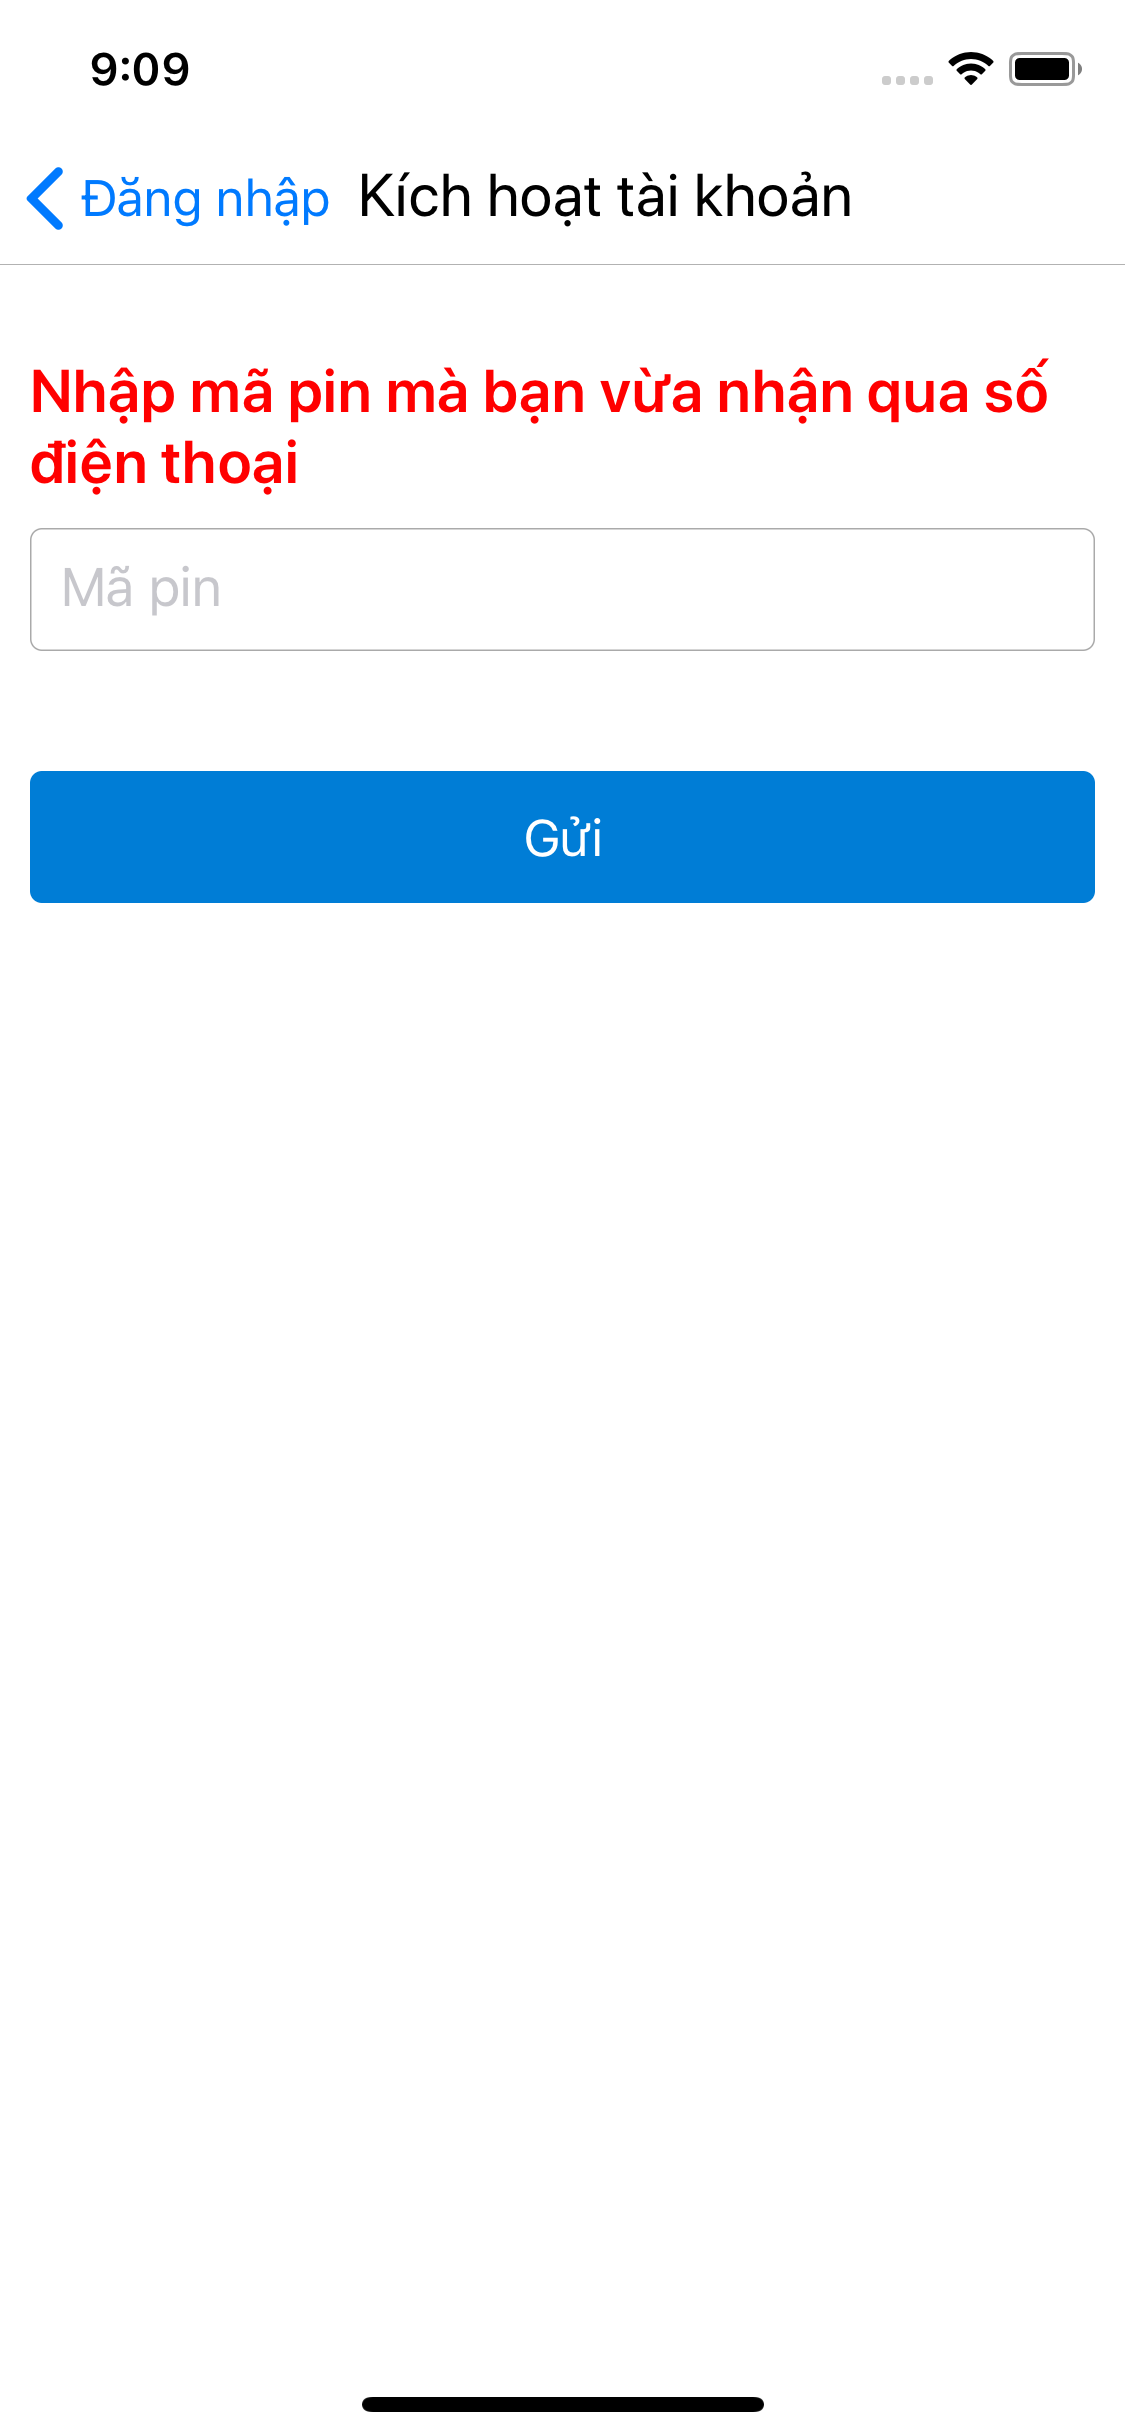 9:09
Đăng nhập Kích hoạt tài khoản
Nhập mã pin mà bạn vừa nhận qua số
điện thoại
Mã pin
Gửi